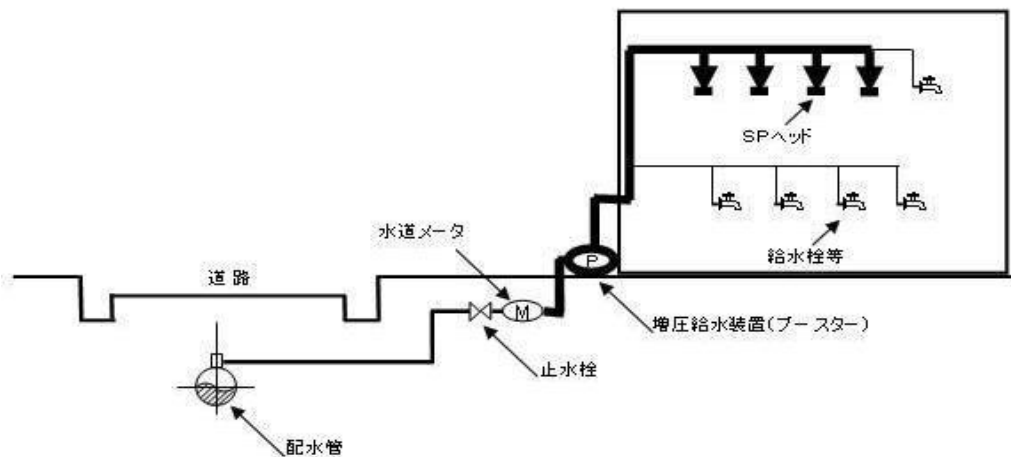 SPヘッド
水道メータ
給水栓等
道路
P
M
増圧給水装置(ブースター)
止水栓
配水管